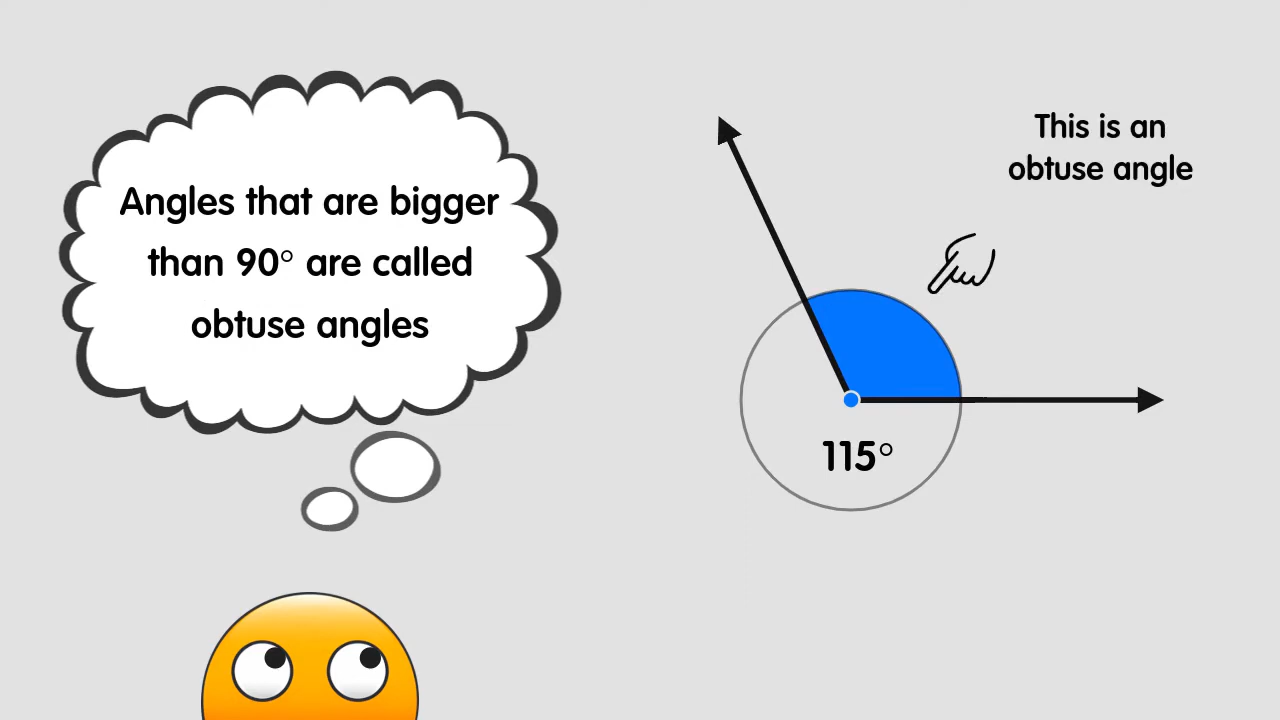 Angles that are bigger
than 90° are called
obtuse angles
This is an
obtuse angle
115°